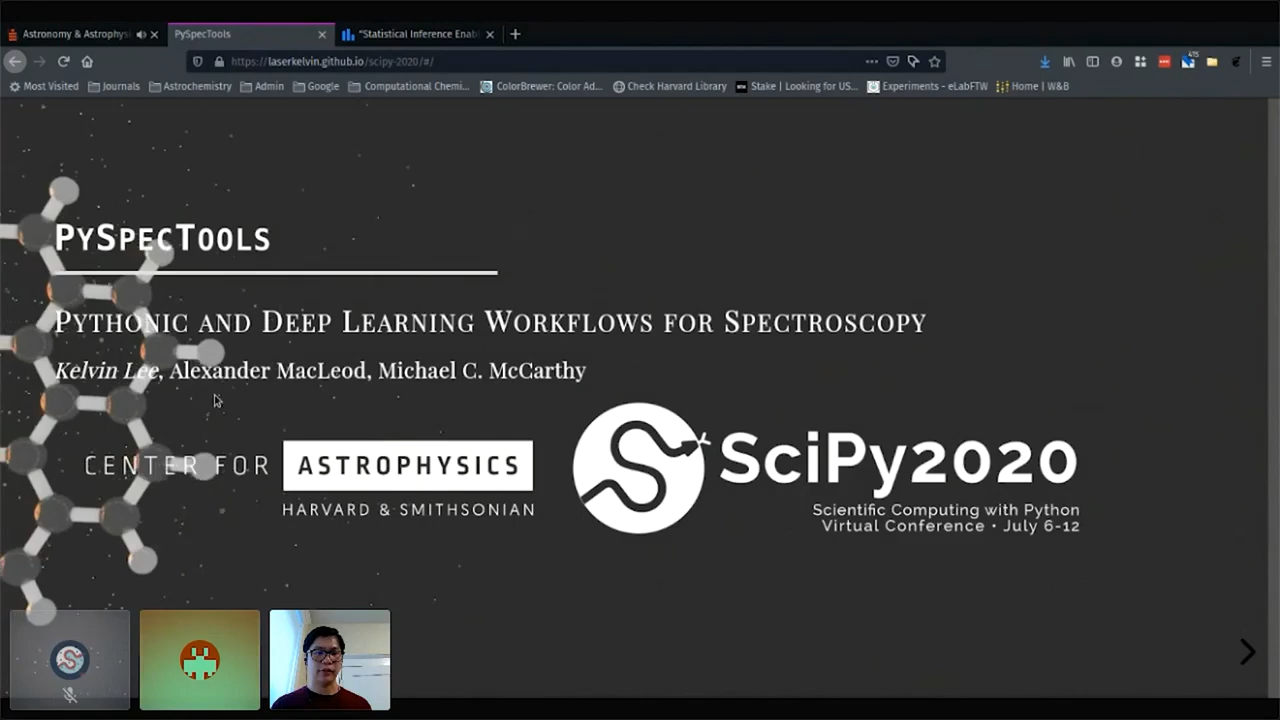 Astronomy & Astrophys
PySpecTools
"Statistical Inference Enab
https://laserkelvin.github.io/scipy-2020/#/
415
Most Visited
Journals
Astrochemistry
Admin
Google
Computational Chemi...
ColorBrewer: Color Ad...
Check Harvard Library
Stake | Looking for US...
Experiments - eLabFTW
Home | W&B
PySpecTools
Pythonic and Deep Learning Workflows for Spectroscopy
Kelvin Lee, Alexander MacLeod, Michael C. McCarthy
CENTER FOR ASTROPHYSICS
HARVARD & SMITHSONIAN
SciPy2020
Scientific Computing with Python
Virtual Conference • July 6-12